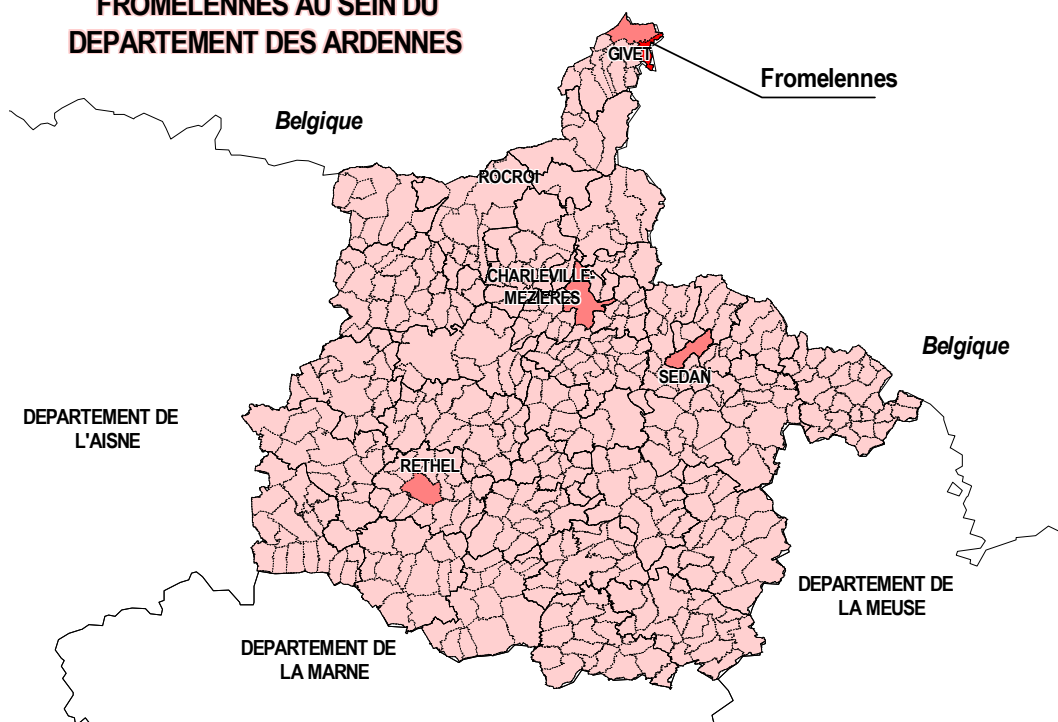 FROMELENNES AU SEIN DU
DEPARTEMENT DES ARDENNES
GIVET
Fromelennes
Belgique
ROCROI
CHARLEVILLE-
MEZIERES
SEDAN
Belgique
DEPARTEMENT DE
L'AISNE
RETHEL
DEPARTEMENT DE
LA MEUSE
DEPARTEMENT DE
LA MARNE